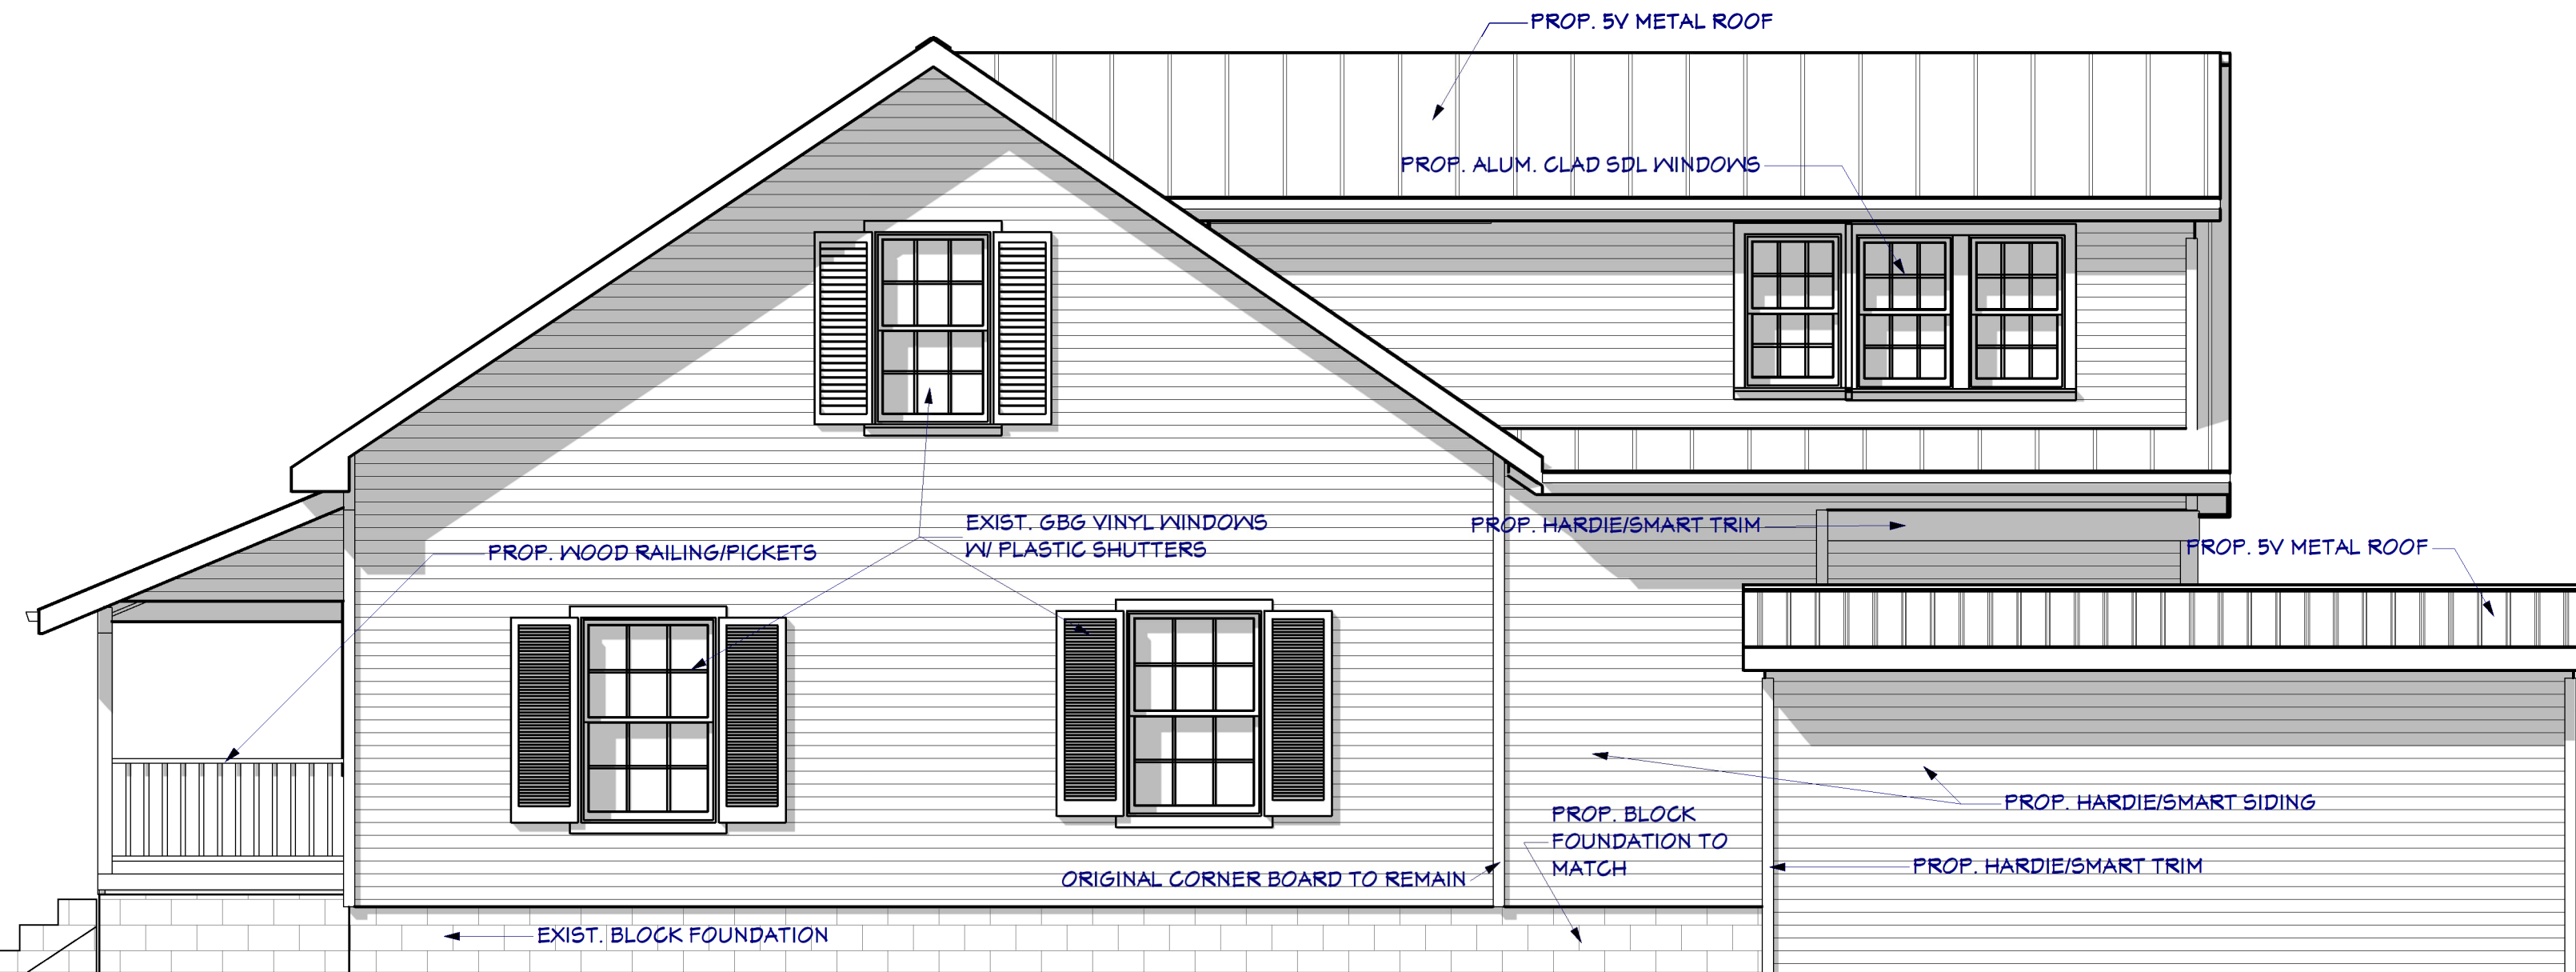 PROP. 5V METAL ROOF
PROP. ALUM. CLAD SDL WINDOWS
EXIST. GBG VINYL WINDOWS
W/ PLASTIC SHUTTERS
PROP. HARDIE/SMART TRIM
PROP. WOOD RAILING/PICKETS
PROP. 5V METAL ROOF
PROP. HARDIE/SMART SIDING
PROP. BLOCK
FOUNDATION TO
MATCH
PROP. HARDIE/SMART TRIM
ORIGINAL CORNER BOARD TO REMAIN
EXIST. BLOCK FOUNDATION